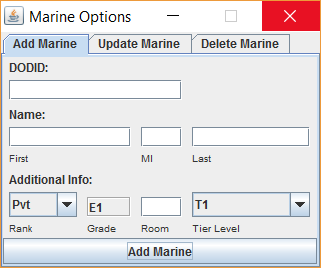 Marine Options
Add Marine Update Marine Delete Marine
DODID:
Name:
First MI Last
Additional Info:
Pvt E1 T1
Rank Grade Room Tier Level
Add Marine